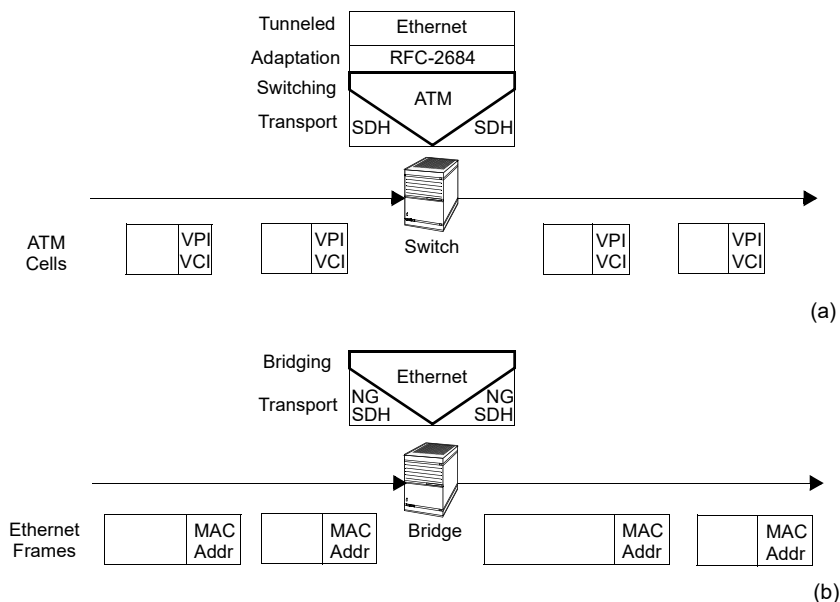 Tunneled Ethernet
Adaptation RFC-2684
Switching
ATM
Transport SDH SDH
ATM
Cells
VPI
VCI
VPI
VCI
Switch
VPI
VCI
VPI
VCI
(a)
Bridging
Ethernet
Transport
NG
SDH
NG
SDH
Ethernet
Frames
MAC
Addr
MAC
Addr
Bridge
MAC
Addr
MAC
Addr
(b)